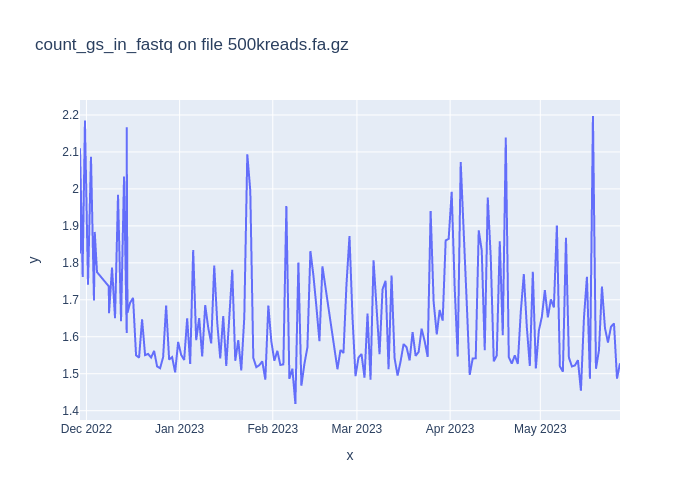 count_gs_in_fastq on file 500kreads.fa.gz
2.2
2.1
2
1.9
1.8
1.7
1.6
1.5
1.4
y
Dec 2022 Jan 2023 Feb 2023 Mar 2023 Apr 2023 May 2023
x